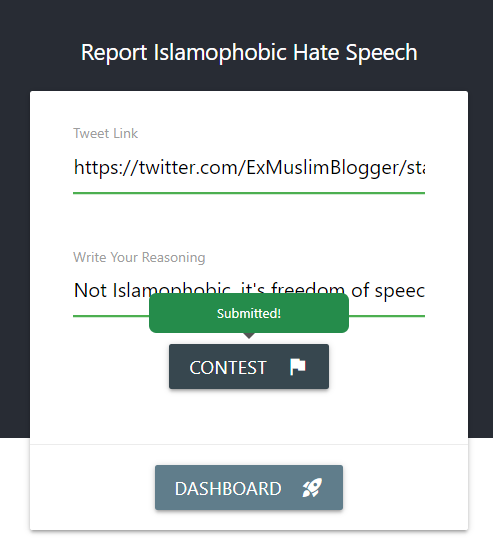 Report Islamophobic Hate Speech
Tweet Link
https://twitter.com/ExMuslimBlogger/sta
Write Your Reasoning
Not Islamophobic, it's freedom of speec
Submitted!
CONTEST
DASHBOARD